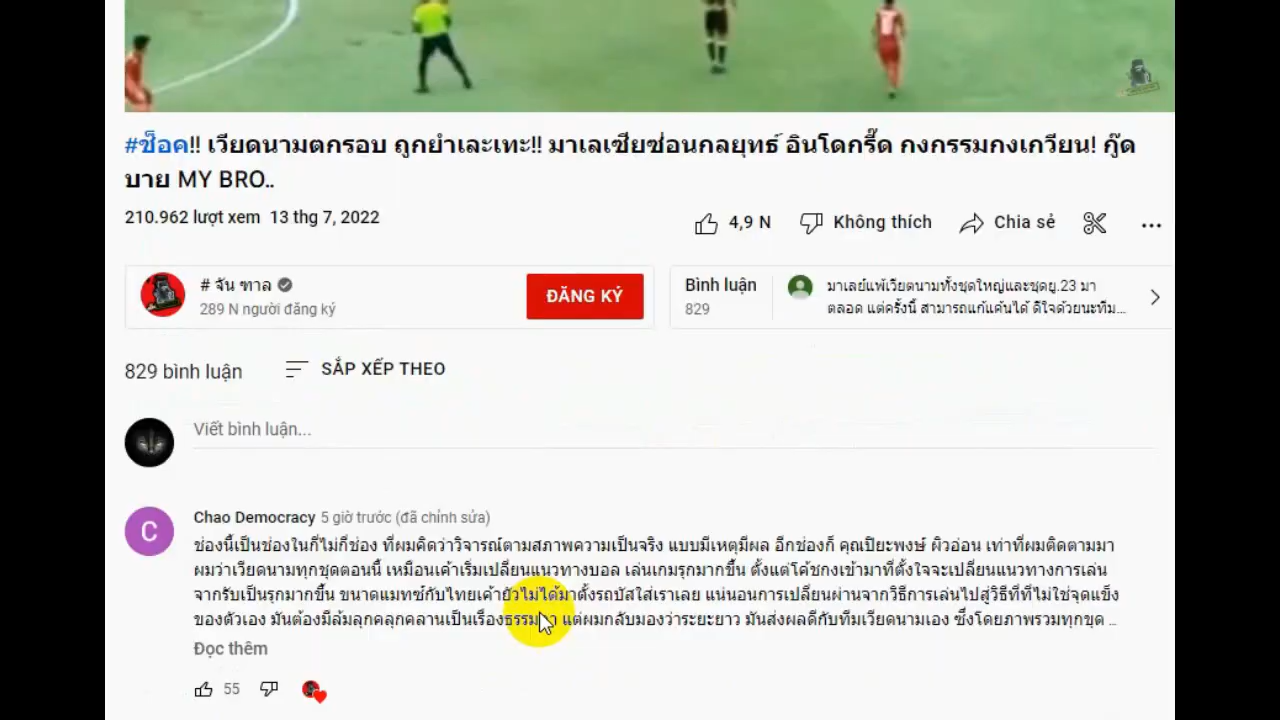 #ช็อค!! เวียดนามตกรอบ ถูกยำเละเทะ!! มาเลเซียซ่อนกลยุทธ์ อินโดกรี๊ด กงกรรมกงเกวียน! กู๊ด
บาย MY BRO..
210.962 lượt xem 13 thg 7, 2022
4,9 N Không thích Chia sẻ ...
# จัน ฑาล
289 N người đăng ký
ĐĂNG KÝ
Bình luận
829
มาเลย์แพ้เวียดนามทั้งชุดใหญ่และชุดยู.23 มา
ตลอด แต่ครั้งนี้ สามารถแก้แค้นได้ ดีใจด้วยนะทีม...
829 bình luận SẮP XẾP THEO
Viết bình luận...
C
Chao Democracy 5 giờ trước (đã chỉnh sửa)
ช่องนี้เป็นช่องในกี่ไม่กี่ช่อง ที่ผมคิดว่าวิจารณ์ตามสภาพความเป็นจริง แบบมีเหตุมีผล อีกช่องก็ คุณปิยะพงษ์ ผิวอ่อน เท่าที่ผมติดตามมา
ผมว่าเวียดนามทุกชุดตอนนี้ เหมือนเค้าเริ่มเปลี่ยนแนวทางบอล เล่นเกมรุกมากขึ้น ตั้งแต่โค้ชกงเข้ามาที่ตั้งใจจะเปลี่ยนแนวทางการเล่น
จากรับเป็นรุกมากขึ้น ขนาดแมทช์กับไทยเค้ายัวไม่ได้มาตั้งรถบัสใส่เราเลย แน่นอนการเปลี่ยนผ่านจากวิธีการเล่นไปสู่วิธีที่ที่ไม่ใช่จุดแข็ง
ของตัวเอง มันต้องมีล้มลุกคลุกคลานเป็นเรื่องธรรมดา แต่ผมกลับมองว่าระยะยาว มันส่งผลดีกับทีมเวียดนามเอง ซึ่งโดยภาพรวมทุกชุด ...
Đọc thêm
55